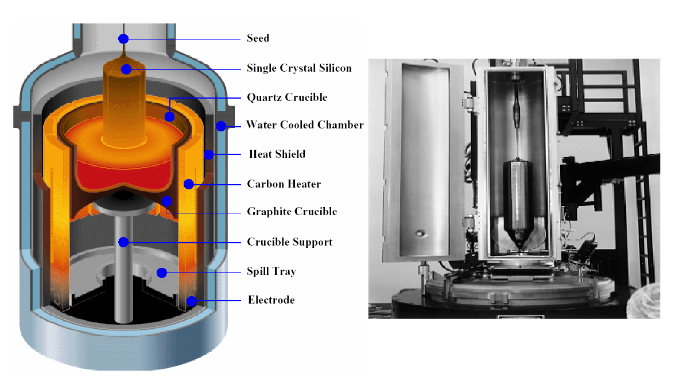 Seed
Single Crystal Silicon
Quartz Crucible
Water Cooled Chamber
Heat Shield
Carbon Heater
Graphite Crucible
Crucible Support
Spill Tray
Electrode